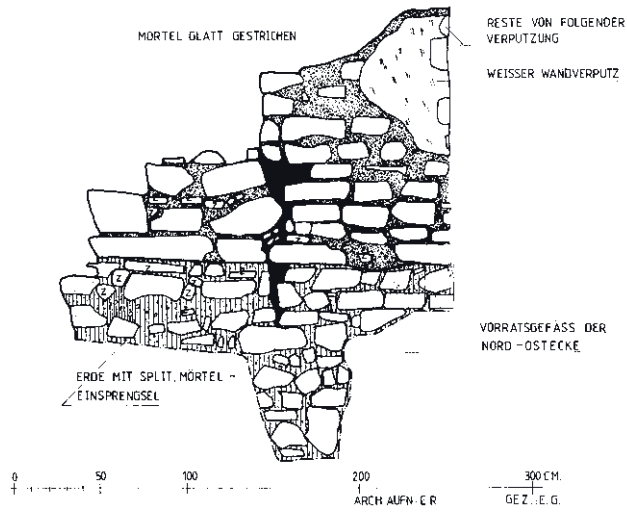 MÖRTEL GLATT GESTRICHEN
RESTE VON FOLGENDER
VERPUTZUNG
WEISSER WANDVERPUTZ
Z
Z
Z
Z
VORRATSGEFÄSS DER
NORD-OSTECKE
ERDE MIT SPLIT, MÖRTEL-
EINSPRENGSEL
0 50 100 200 300 CM.
ARCH AUFN: E R GEZ.: E.G.